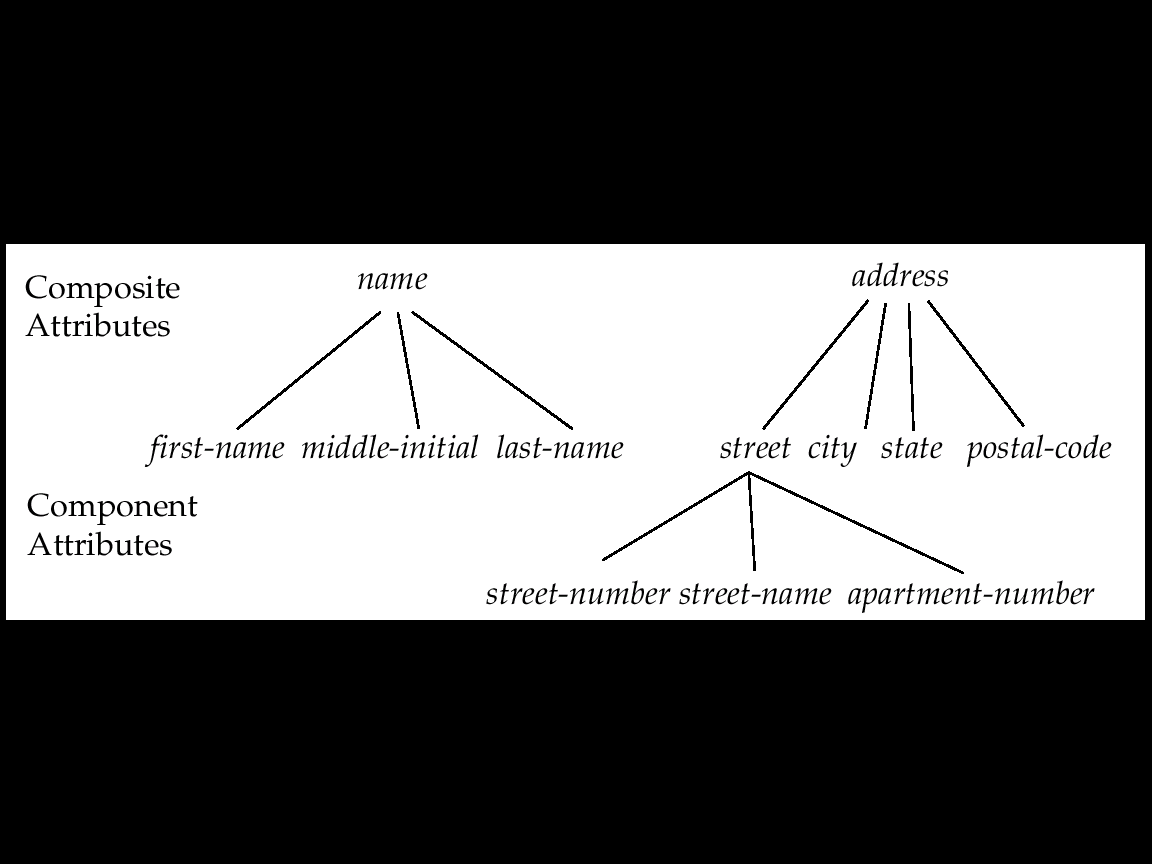 Composite
Attributes
name
address
first-name middle-initial last-name
street city state postal-code
Component
Attributes
street-number street-name apartment-number